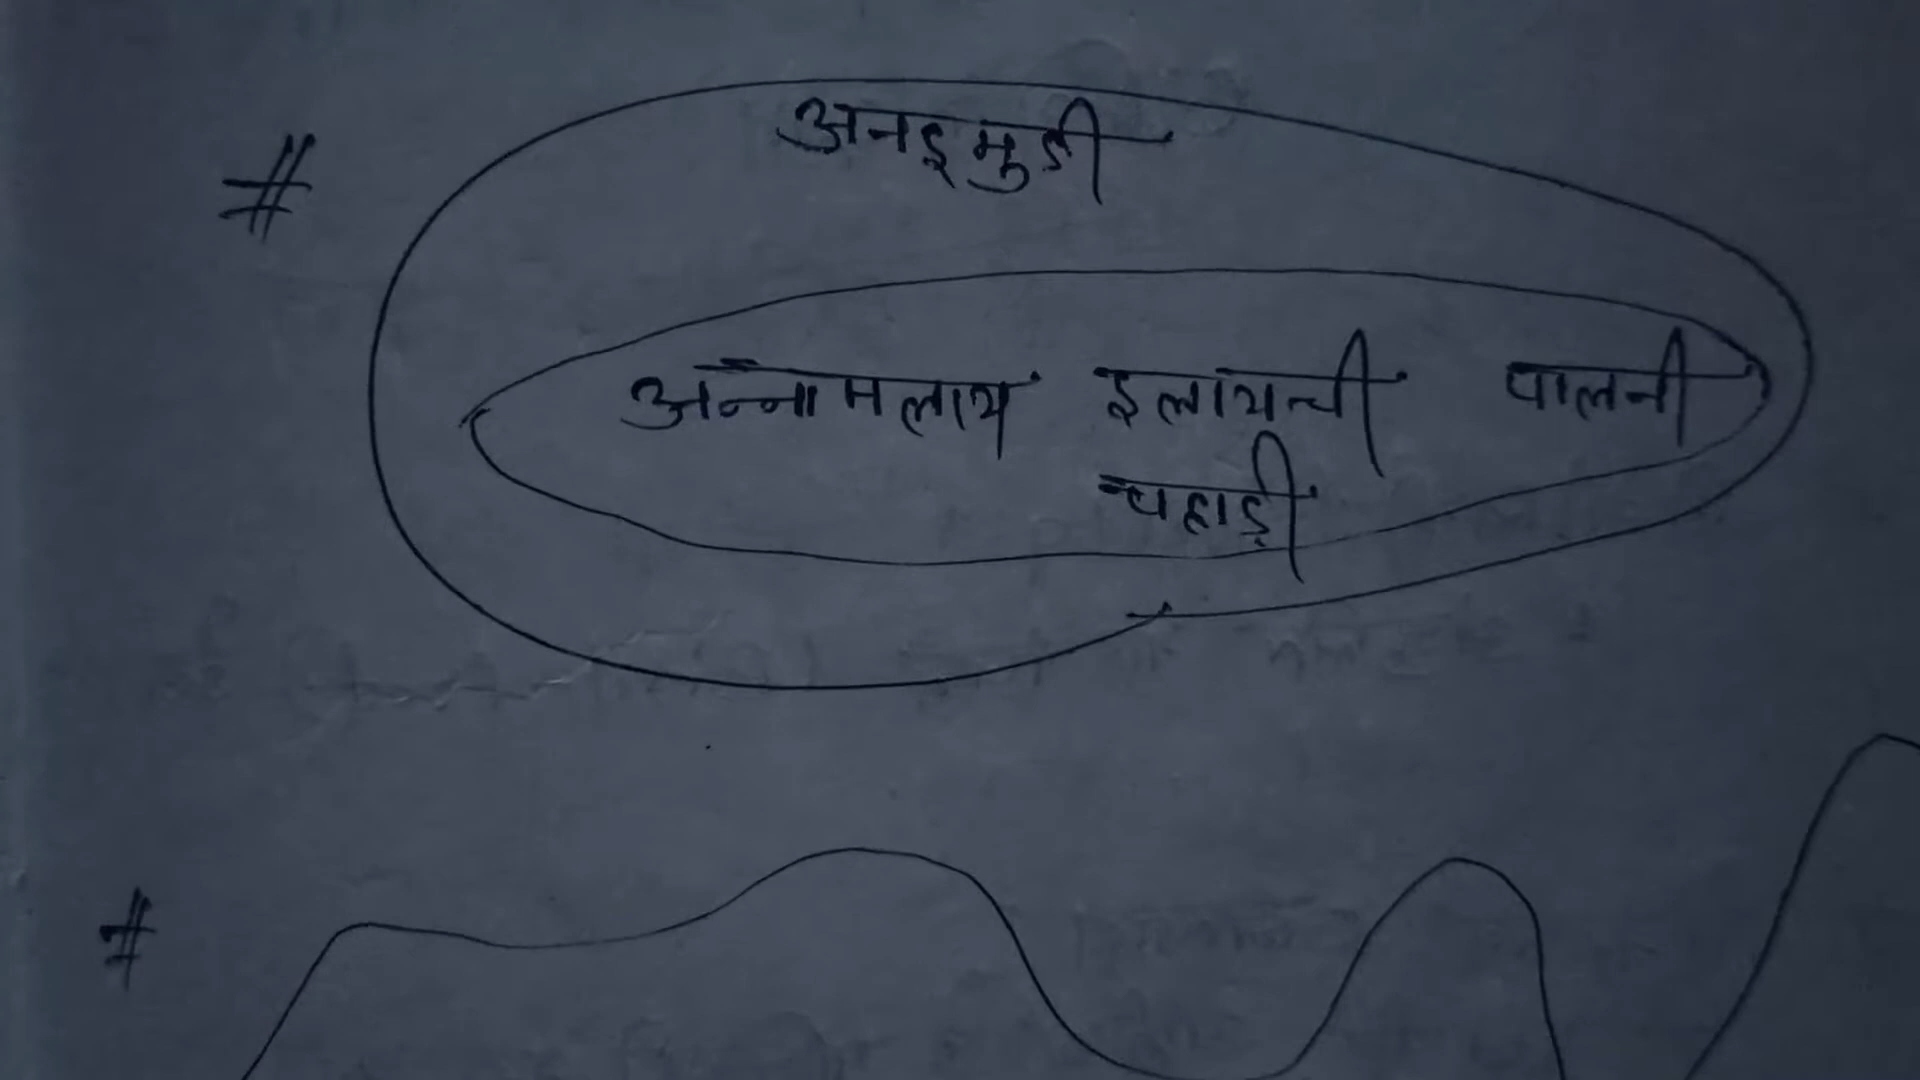 #
अनइमुडी
अन्नामलाय इलायची पालनी
पहाड़ी
#